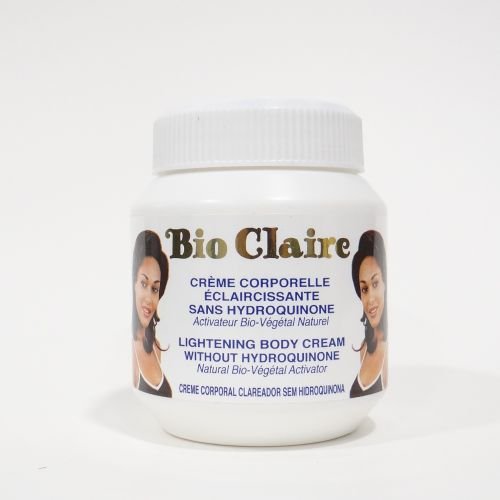 Bio Claire
CRÈME CORPORELLE
ÉCLAIRCISSANTE
SANS HYDROQUINONE
Activateur Bio-Végétal Naturel
LIGHTENING BODY CREAM
WITHOUT HYDROQUINONE
Natural Bio-Végétal Activator
CREME CORPORAL CLAREADOR SEM HIDROQUINONA